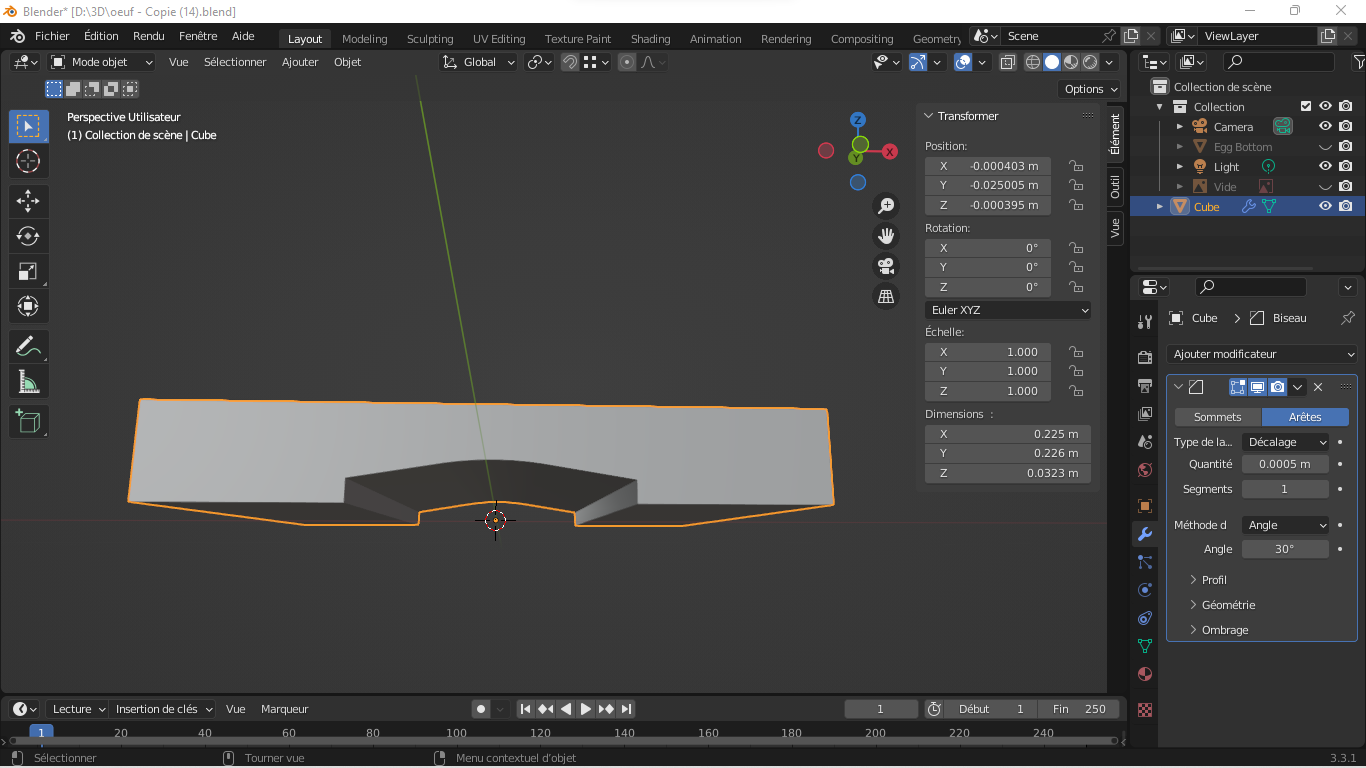 Blender* [D:\3D\oeuf - Copie (14).blend]
Fichier Édition Rendu Fenêtre Aide Layout Modeling Sculpting UV Editing Texture Paint Shading Animation Rendering Compositing Geometry Scene ViewLayer
Mode objet Vue Sélectionner Ajouter Objet Global
Options
Perspective Utilisateur
(1) Collection de scène | Cube
Z
X
Y
Transformer
Position:
X -0.000403 m
Y -0.025005 m
Z -0.000395 m
Rotation:
X 0°
Y 0°
Z 0°
Euler XYZ
Échelle:
X 1.000
Y 1.000
Z 1.000
Dimensions :
X 0.225 m
Y 0.226 m
Z 0.0323 m
Élément
Outil
Vue
Collection de scène
Collection
Camera
Egg Bottom
Light
Vide
Cube
Cube > Biseau
Ajouter modificateur
Sommets Arêtes
Type de la... Décalage
Quantité 0.0005 m
Segments 1
Méthode d Angle
Angle 30°
Profil
Géométrie
Ombrage
Lecture Insertion de clés Vue Marqueur 1 Début 1 Fin 250
1 20 40 60 80 100 120 140 160 180 200 220 240
Sélectionner Tourner vue Menu contextuel d'objet 3.3.1